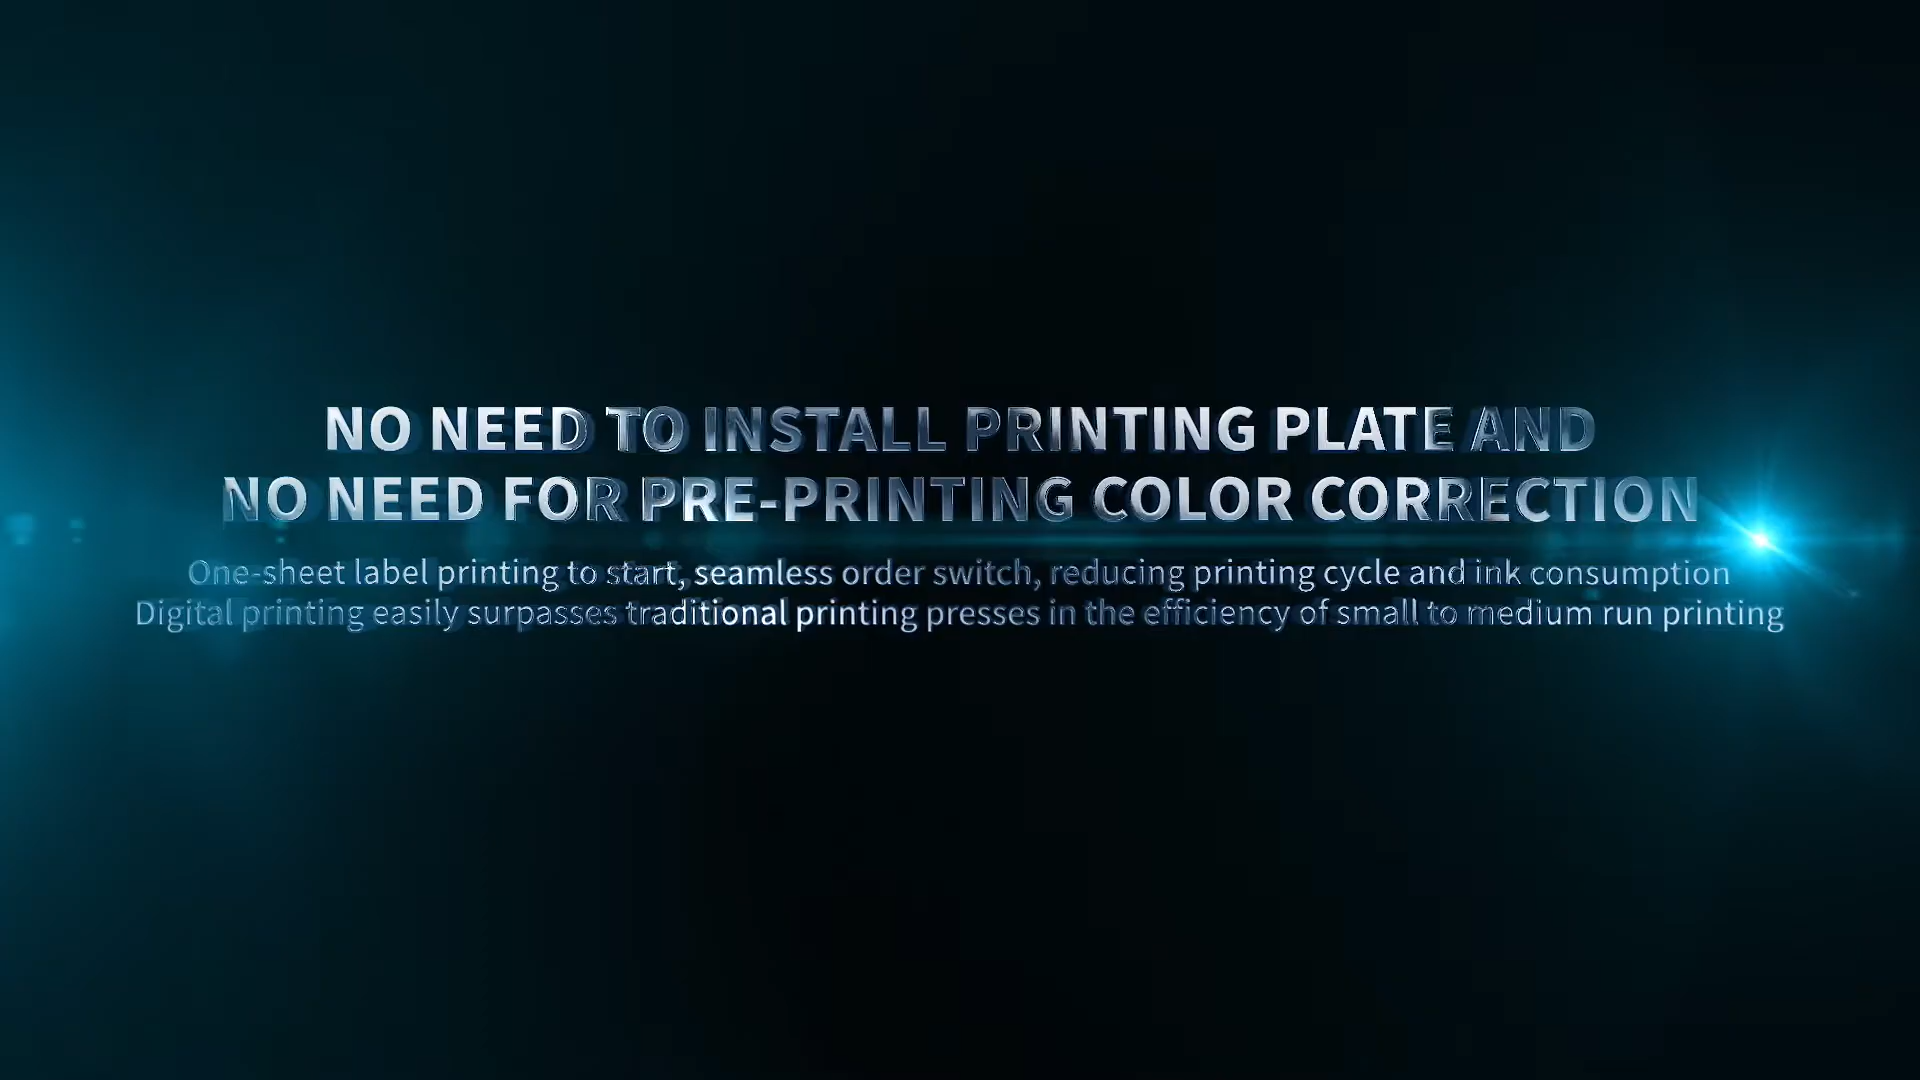 NO NEED TO INSTALL PRINTING PLATE AND
NO NEED FOR PRE-PRINTING COLOR CORRECTION
One-sheet label printing to start, seamless order switch, reducing printing cycle and ink consumption
Digital printing easily surpasses traditional printing presses in the efficiency of small to medium run printing